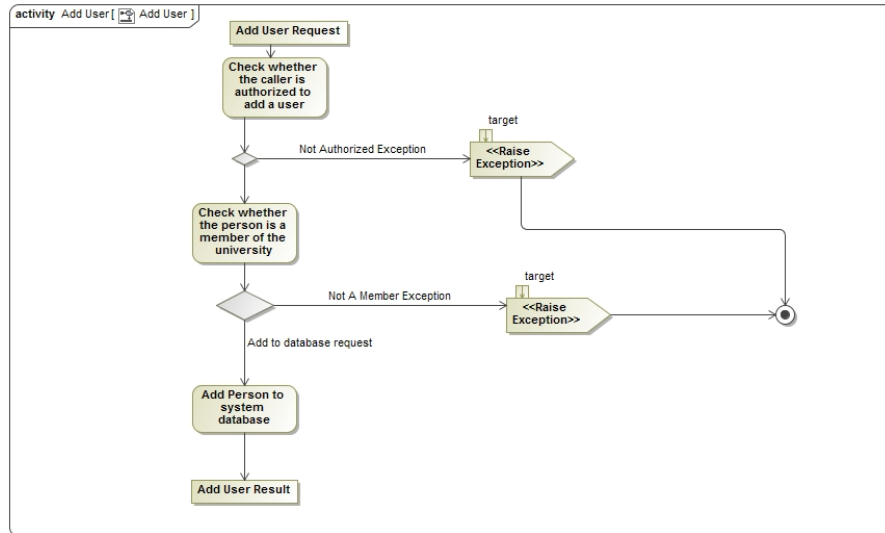 activity Add User [ Add User ]
Add User Request
Check whether
the caller is
authorized to
add a user
target
Not Authorized Exception
<<Raise
Exception>>
Check whether
the person is a
member of the
university
target
Not A Member Exception
<<Raise
Exception>>
Add to database request
Add Person to
system
database
Add User Result